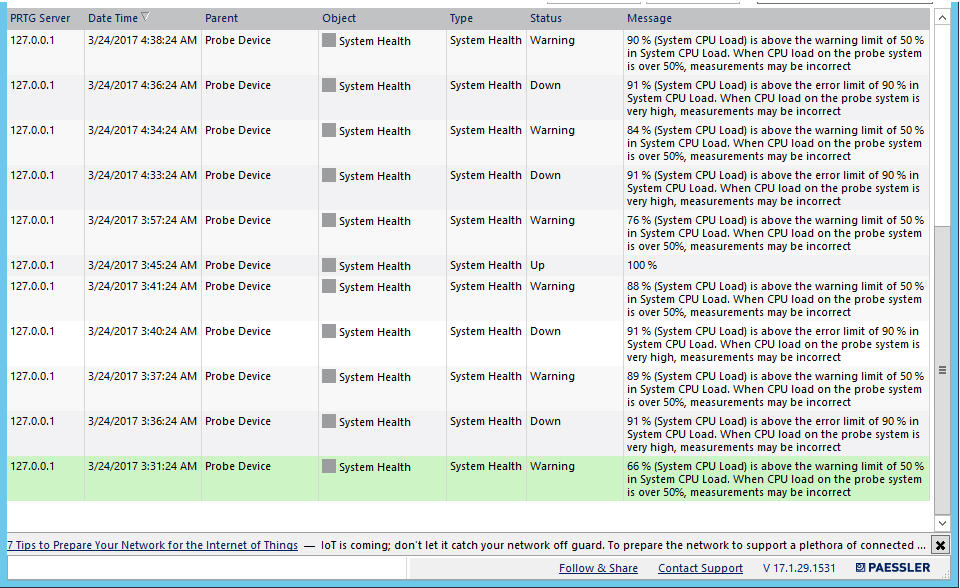 PRTG Server Date Time Parent Object Type Status Message
127.0.0.1 3/24/2017 4:38:24 AM Probe Device System Health System Health Warning 90 % (System CPU Load) is above the warning limit of 50 %
in System CPU Load. When CPU load on the probe system
is over 50%, measurements may be incorrect
127.0.0.1 3/24/2017 4:36:24 AM Probe Device System Health System Health Down 91 % (System CPU Load) is above the error limit of 90 % in
System CPU Load. When CPU load on the probe system is
very high, measurements may be incorrect
127.0.0.1 3/24/2017 4:34:24 AM Probe Device System Health System Health Warning 84 % (System CPU Load) is above the warning limit of 50 %
in System CPU Load. When CPU load on the probe system
is over 50%, measurements may be incorrect
127.0.0.1 3/24/2017 4:33:24 AM Probe Device System Health System Health Down 91 % (System CPU Load) is above the error limit of 90 % in
System CPU Load. When CPU load on the probe system is
very high, measurements may be incorrect
127.0.0.1 3/24/2017 3:57:24 AM Probe Device System Health System Health Warning 76 % (System CPU Load) is above the warning limit of 50 %
in System CPU Load. When CPU load on the probe system
is over 50%, measurements may be incorrect
127.0.0.1 3/24/2017 3:45:24 AM Probe Device System Health System Health Up 100 %
127.0.0.1 3/24/2017 3:41:24 AM Probe Device System Health System Health Warning 88 % (System CPU Load) is above the warning limit of 50 %
in System CPU Load. When CPU load on the probe system
is over 50%, measurements may be incorrect
127.0.0.1 3/24/2017 3:40:24 AM Probe Device System Health System Health Down 91 % (System CPU Load) is above the error limit of 90 % in
System CPU Load. When CPU load on the probe system is
very high, measurements may be incorrect
127.0.0.1 3/24/2017 3:37:24 AM Probe Device System Health System Health Warning 89 % (System CPU Load) is above the warning limit of 50 %
in System CPU Load. When CPU load on the probe system
is over 50%, measurements may be incorrect
127.0.0.1 3/24/2017 3:36:24 AM Probe Device System Health System Health Down 91 % (System CPU Load) is above the error limit of 90 % in
System CPU Load. When CPU load on the probe system is
very high, measurements may be incorrect
127.0.0.1 3/24/2017 3:31:24 AM Probe Device System Health System Health Warning 66 % (System CPU Load) is above the warning limit of 50 %
in System CPU Load. When CPU load on the probe system
is over 50%, measurements may be incorrect
7 Tips to Prepare Your Network for the Internet of Things — IoT is coming; don't let it catch your network off guard. To prepare the network to support a plethora of connected ...
Follow & Share Contact Support V 17.1.29.1531 PAESSLER